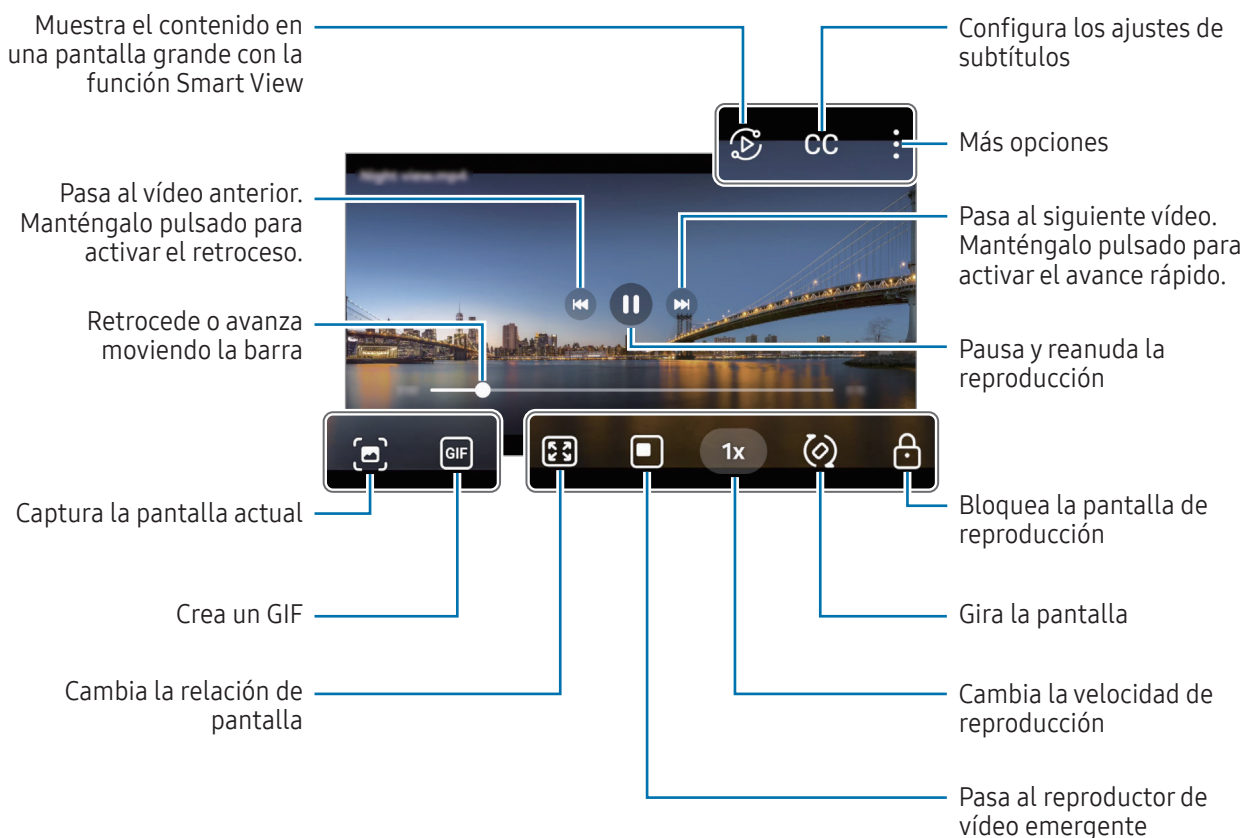 Muestra el contenido en
una pantalla grande con la
función Smart View
Configura los ajustes de
subtítulos
CC
Más opciones
Night view.mp4
Pasa al vídeo anterior.
Manténgalo pulsado para
activar el retroceso.
Pasa al siguiente vídeo.
Manténgalo pulsado para
activar el avance rápido.
Retrocede o avanza
moviendo la barra
Pausa y reanuda la
reproducción
GIF
1x
Captura la pantalla actual
Bloquea la pantalla de
reproducción
Crea un GIF
Gira la pantalla
Cambia la relación de
pantalla
Cambia la velocidad de
reproducción
Pasa al reproductor de
vídeo emergente